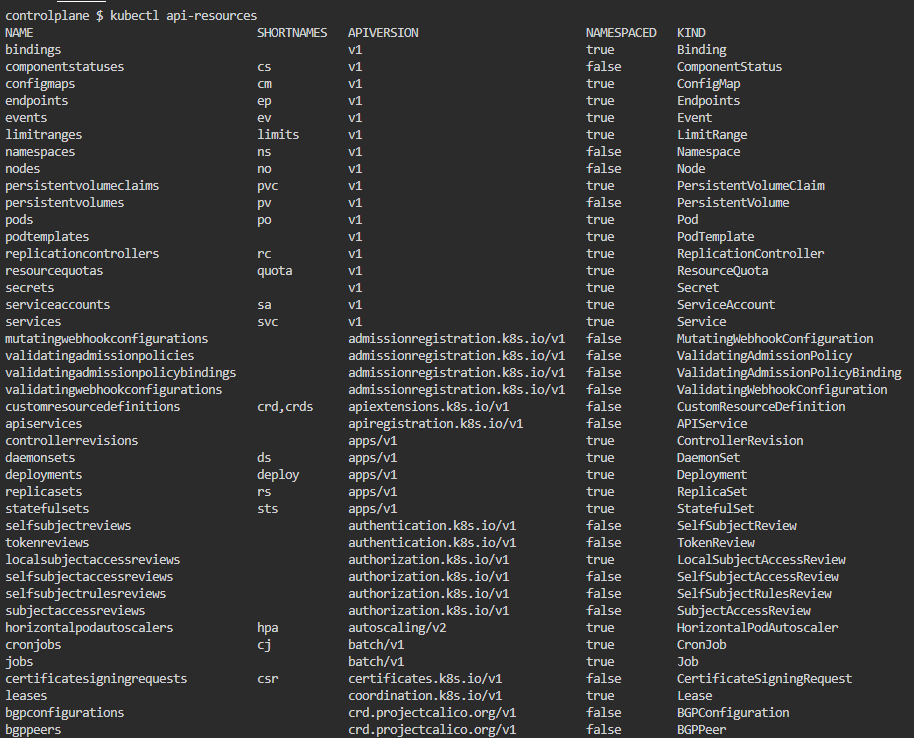 controlplane $ kubectl api-resources
NAME SHORTNAMES APIVERSION NAMESPACED KIND
bindings v1 true Binding
componentstatuses cs v1 false ComponentStatus
configmaps cm v1 true ConfigMap
endpoints ep v1 true Endpoints
events ev v1 true Event
limitranges limits v1 true LimitRange
namespaces ns v1 false Namespace
nodes no v1 false Node
persistentvolumeclaims pvc v1 true PersistentVolumeClaim
persistentvolumes pv v1 false PersistentVolume
pods po v1 true Pod
podtemplates v1 true PodTemplate
replicationcontrollers rc v1 true ReplicationController
resourcequotas quota v1 true ResourceQuota
secrets v1 true Secret
serviceaccounts sa v1 true ServiceAccount
services svc v1 true Service
mutatingwebhookconfigurations admissionregistration.k8s.io/v1 false MutatingWebhookConfiguration
validatingadmissionpolicies admissionregistration.k8s.io/v1 false ValidatingAdmissionPolicy
validatingadmissionpolicybindings admissionregistration.k8s.io/v1 false ValidatingAdmissionPolicyBinding
validatingwebhookconfigurations admissionregistration.k8s.io/v1 false ValidatingWebhookConfiguration
customresourcedefinitions crd,crds apiextensions.k8s.io/v1 false CustomResourceDefinition
apiservices apiregistration.k8s.io/v1 false APIService
controllerrevisions apps/v1 true ControllerRevision
daemonsets ds apps/v1 true DaemonSet
deployments deploy apps/v1 true Deployment
replicasets rs apps/v1 true ReplicaSet
statefulsets sts apps/v1 true StatefulSet
selfsubjectreviews authentication.k8s.io/v1 false SelfSubjectReview
tokenreviews authentication.k8s.io/v1 false TokenReview
localsubjectaccessreviews authorization.k8s.io/v1 true LocalSubjectAccessReview
selfsubjectaccessreviews authorization.k8s.io/v1 false SelfSubjectAccessReview
selfsubjectrulesreviews authorization.k8s.io/v1 false SelfSubjectRulesReview
subjectaccessreviews authorization.k8s.io/v1 false SubjectAccessReview
horizontalpodautoscalers hpa autoscaling/v2 true HorizontalPodAutoscaler
cronjobs cj batch/v1 true CronJob
jobs batch/v1 true Job
certificatesigningrequests csr certificates.k8s.io/v1 false CertificateSigningRequest
leases coordination.k8s.io/v1 true Lease
bgpconfigurations crd.projectcalico.org/v1 false BGPConfiguration
bgppeers crd.projectcalico.org/v1 false BGPPeer